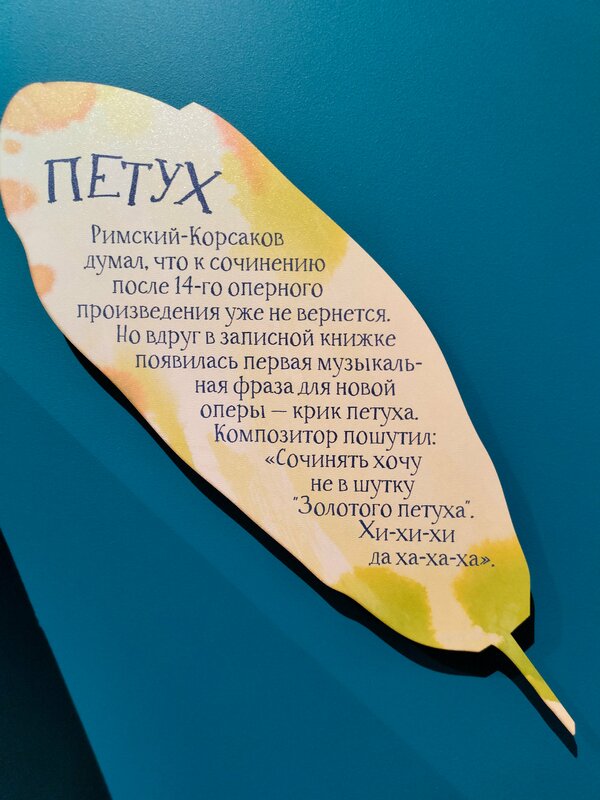 ПЕТУХ
Римский-Корсаков
думал, что к сочинению
после 14-го оперного
произведения уже не вернется.
Но вдруг в записной книжке
появилась первая музыкаль-
ная фраза для новой
оперы — крик петуха.
Композитор пошутил:
«Сочинять хочу
не в шутку
"Золотого петуха".
Хи-хи-хи
да ха-ха-ха».